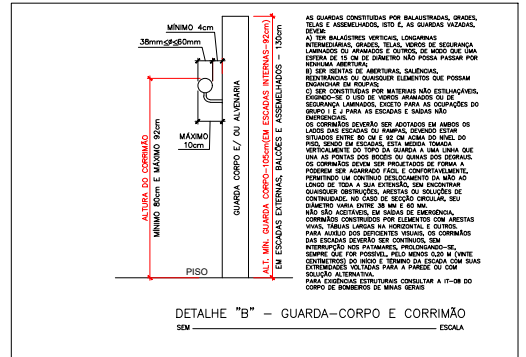 MÍNIMO 4cm
38mm≤ø≤60mm
MÁXIMO
10cm
ALTURA DO CORRIMÃO
MÍNIMO 80cm E MÁXIMO 92cm
GUARDA CORPO E/ OU ALVENARIA
ALT. MÍN. GUARDA CORPO-105cm(EM ESCADAS INTERNAS-92cm)
EM ESCADAS EXTERNAS, BALCÕES E ASSEMELHADOS - 130cm
PISO
AS GUARDAS CONSTITUÍDAS POR BALAUSTRADAS, GRADES,
TELAS E ASSEMELHADOS, ISTO É, AS GUARDAS VAZADAS,
DEVEM:
A) TER BALAÚSTRES VERTICAIS, LONGARINAS
INTERMEDIÁRIAS, GRADES, TELAS, VIDROS DE SEGURANÇA
LAMINADOS OU ARAMADOS E OUTROS, DE MODO QUE UMA
ESFERA DE 15 CM DE DIÂMETRO NÃO POSSA PASSAR POR
NENHUMA ABERTURA;
B) SER ISENTAS DE ABERTURAS, SALIÊNCIAS,
REENTRÂNCIAS OU QUAISQUER ELEMENTOS QUE POSSAM
ENGANCHAR EM ROUPAS;
C) SER CONSTITUÍDAS POR MATERIAIS NÃO ESTILHAÇÁVEIS,
EXIGINDO-SE O USO DE VIDROS ARAMADOS OU DE
SEGURANÇA LAMINADOS, EXCETO PARA AS OCUPAÇÕES DO
GRUPO I E J PARA AS ESCADAS E SAÍDAS NÃO
EMERGENCIAIS.
OS CORRIMÃOS DEVERÃO SER ADOTADOS EM AMBOS OS
LADOS DAS ESCADAS OU RAMPAS, DEVENDO ESTAR
SITUADOS ENTRE 80 CM E 92 CM ACIMA DO NÍVEL DO
PISO, SENDO EM ESCADAS, ESTA MEDIDA TOMADA
VERTICALMENTE DO TOPO DA GUARDA A UMA LINHA QUE
UNA AS PONTAS DOS BOCÉIS OU QUINAS DOS DEGRAUS.
OS CORRIMÃOS DEVEM SER PROJETADOS DE FORMA A
PODEREM SER AGARRADO FÁCIL E CONFORTAVELMENTE,
PERMITINDO UM CONTÍNUO DESLOCAMENTO DA MÃO AO
LONGO DE TODA A SUA EXTENSÃO, SEM ENCONTRAR
QUAISQUER OBSTRUÇÕES, ARESTAS OU SOLUÇÕES DE
CONTINUIDADE. NO CASO DE SECÇÃO CIRCULAR, SEU
DIÂMETRO VARIA ENTRE 38 MM E 60 MM.
NÃO SÃO ACEITÁVEIS, EM SAÍDAS DE EMERGÊNCIA,
CORRIMÃOS CONSTRUÍDOS POR ELEMENTOS COM ARESTAS
VIVAS, TÁBUAS LARGAS NA HORIZONTAL E OUTROS.
PARA AUXÍLIO DOS DEFICIENTES VISUAIS, OS CORRIMÃOS
DAS ESCADAS DEVERÃO SER CONTÍNUOS, SEM
INTERRUPÇÃO NOS PATAMARES, PROLONGANDO-SE,
SEMPRE QUE FOR POSSÍVEL, PELO MENOS 0,20 M (VINTE
CENTÍMETROS) DO INÍCIO E TÉRMINO DA ESCADA COM SUAS
EXTREMIDADES VOLTADAS PARA A PAREDE OU COM
SOLUÇÃO ALTERNATIVA.
PARA EXIGÊNCIAS ESTRUTURAIS CONSULTAR A IT-08 DO
CORPO DE BOMBEIROS DE MINAS GERAIS
DETALHE "B" - GUARDA-CORPO E CORRIMÃO
SEM ESCALA